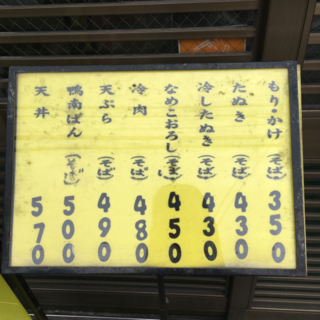 もり・かけ (そば) 350
たぬき (そば) 430
冷したぬき (そば) 430
なめこおろし (そば) 450
冷肉 (そば) 480
天ぷら (そば) 490
鴨南ばん (そば) 500
天丼 570